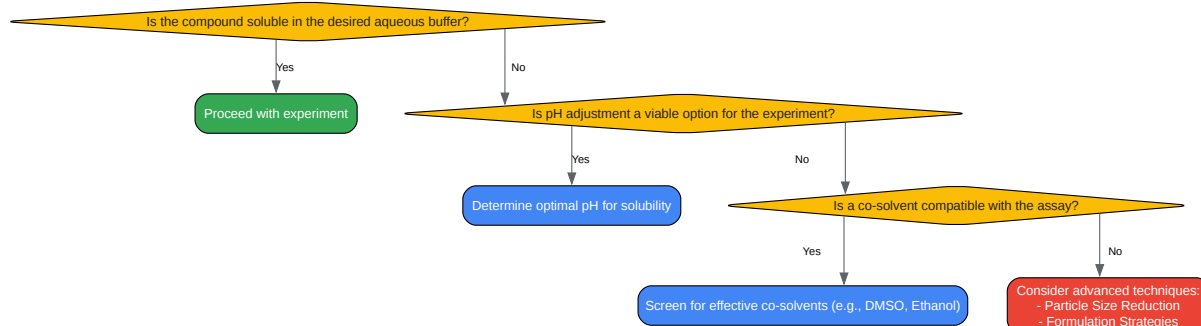 Is the compound soluble in the desired aqueous buffer?
Yes
No
Proceed with experiment
Is pH adjustment a viable option for the experiment?
Yes
No
Determine optimal pH for solubility
Is a co-solvent compatible with the assay?
Yes
No
Screen for effective co-solvents (e.g., DMSO, Ethanol)
Consider advanced techniques:
- Particle Size Reduction
- Formulation Strategies